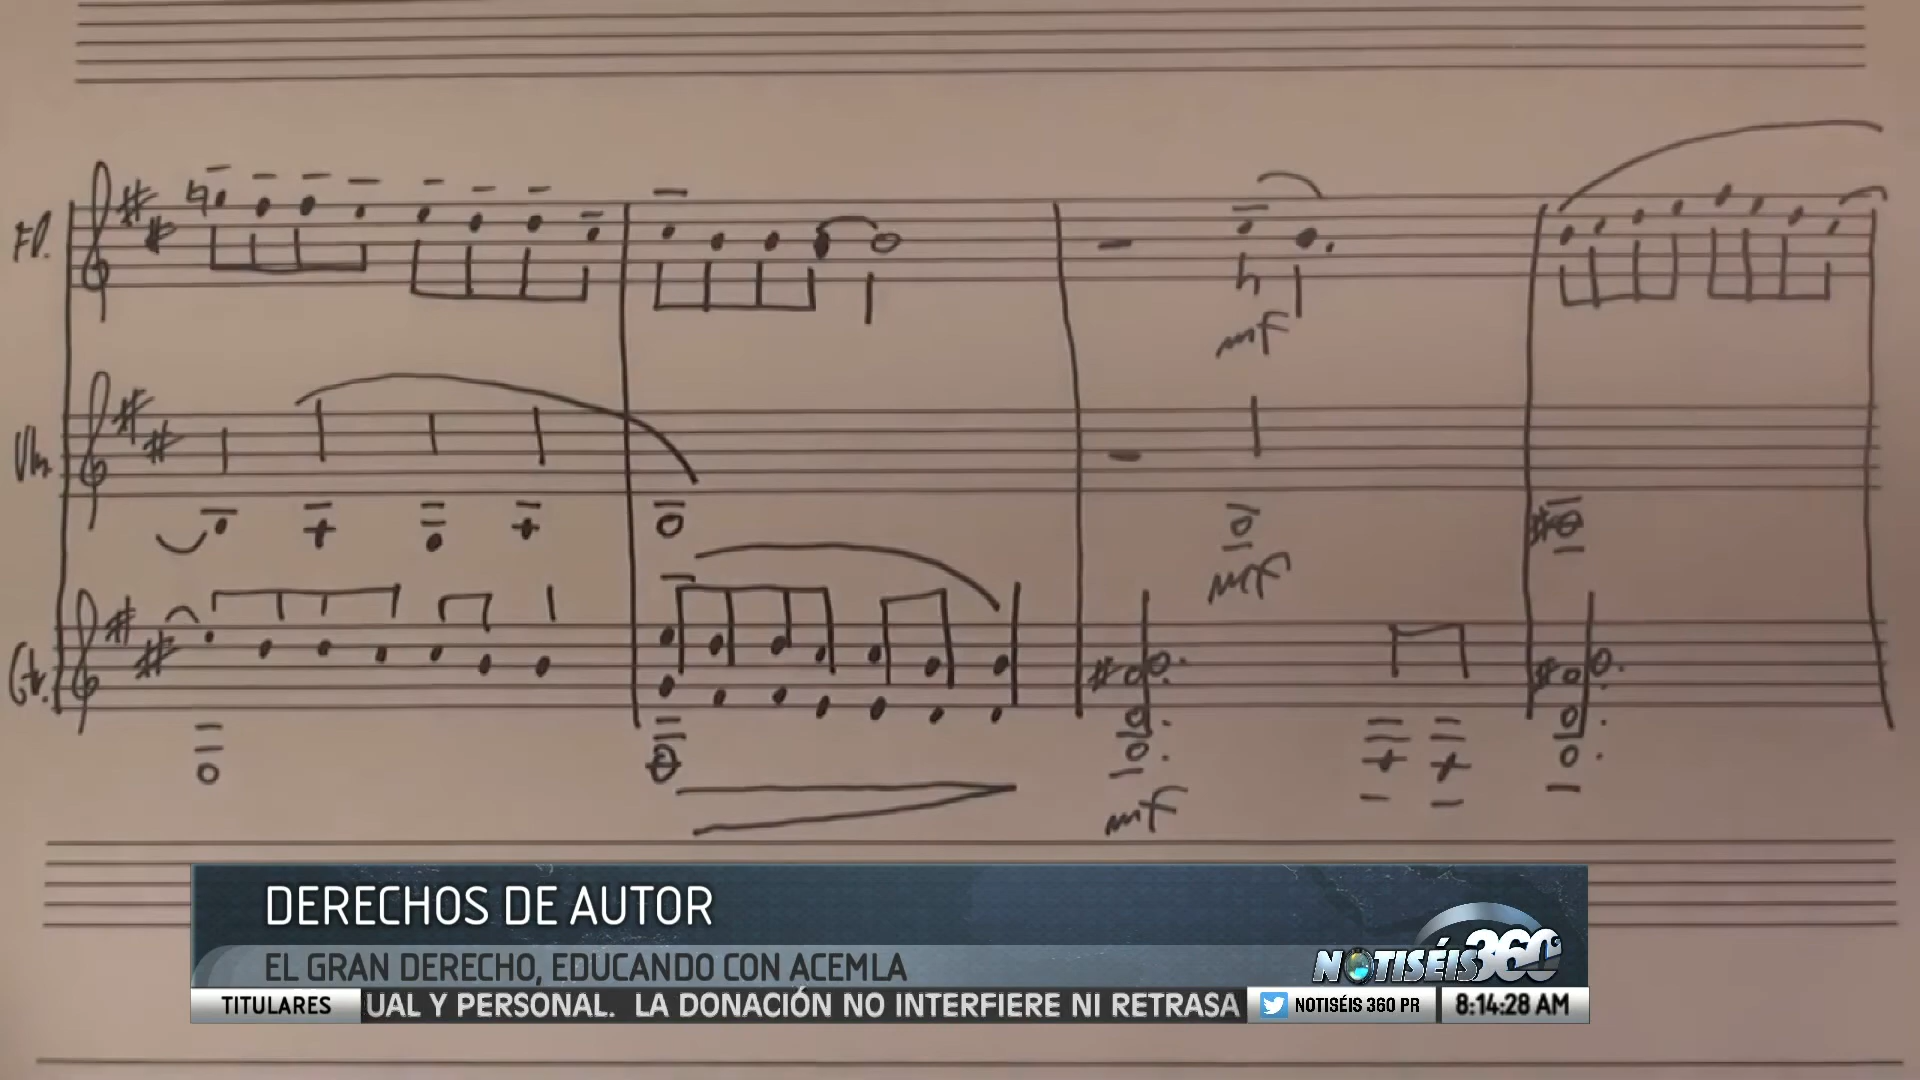 Fl.
mf
Vln
mf
Gtr.
mf
DERECHOS DE AUTOR
EL GRAN DERECHO, EDUCANDO CON ACEMLA
NOTISÉIS 360°
TITULARES UAL Y PERSONAL. LA DONACIÓN NO INTERFIERE NI RETRASA NOTISÉIS 360 PR 8:14:28 AM